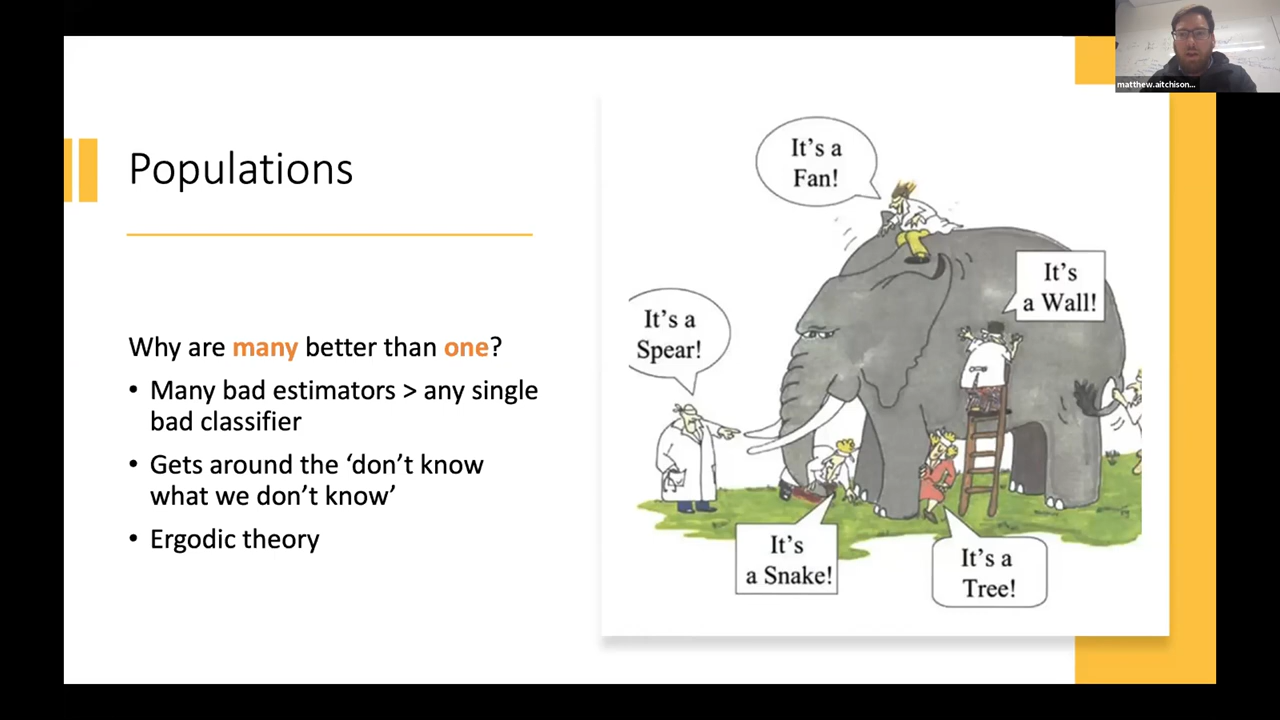 matthew.aitchison...
Populations
Why are many better than one?
• Many bad estimators > any single
bad classifier
• Gets around the ‘don’t know
what we don’t know’
• Ergodic theory
It's a
Fan!
It's
a Wall!
It's a
Spear!
It's
a Snake!
It's a
Tree!